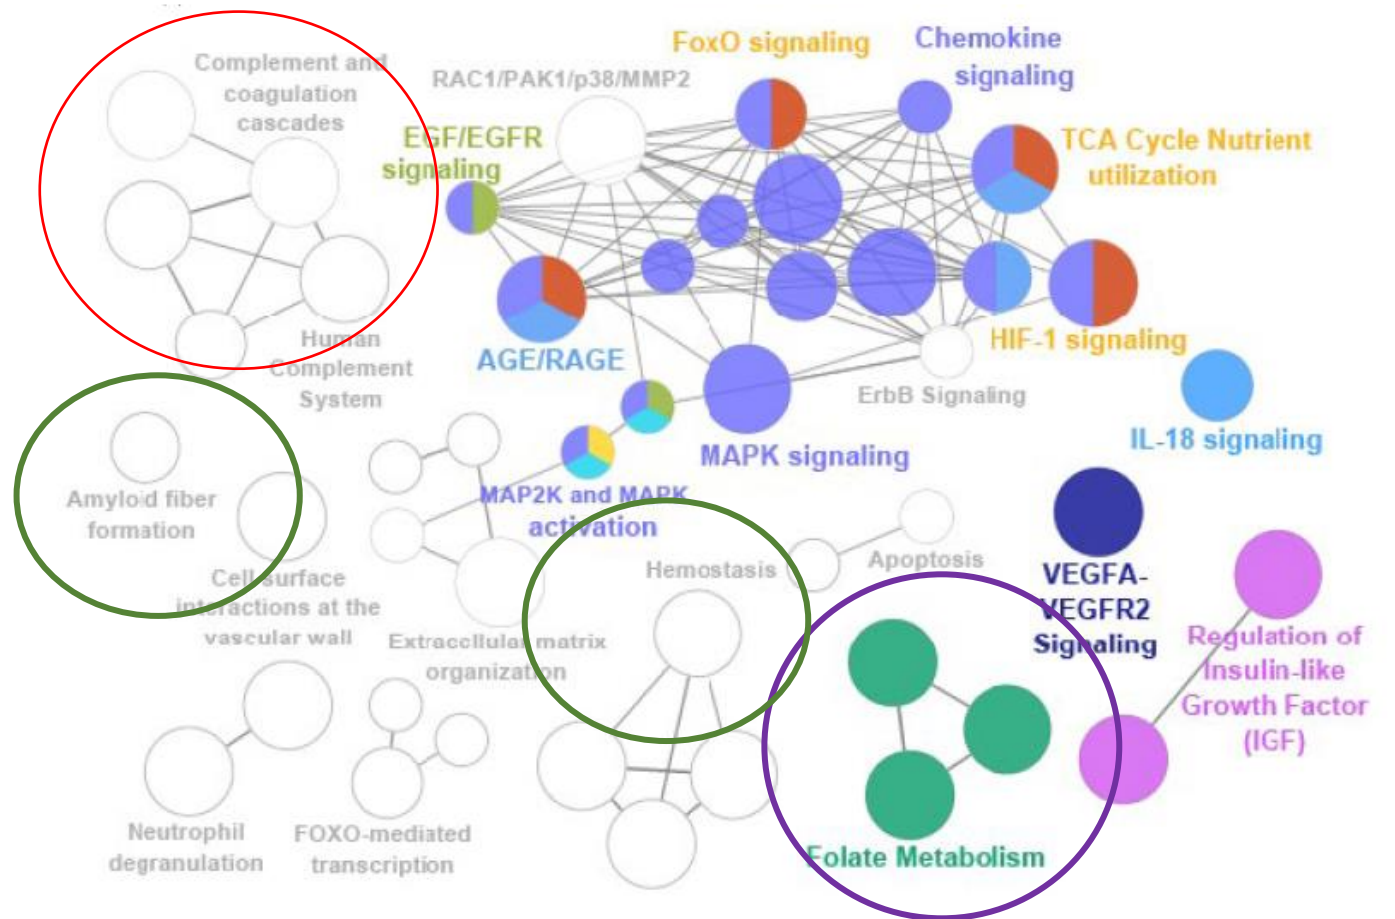 Complement and
coagulation
cascades
RAC1/PAK1/p38/MMP2
FoxO signaling
Chemokine
signaling
EGF/EGFR
signaling
TCA Cycle Nutrient
utilization
Human
Complement
System
AGE/RAGE
HIF-1 signaling
ErbB Signaling
IL-18 signaling
MAPK signaling
Amyloid fiber
formation
MAP2K and MAPK
activation
Cell surface
interactions at the
vascular wall
Hemostasis
Apoptosis
VEGFA-
VEGFR2
Signaling
Extracellular matrix
organization
Regulation of
Insulin-like
Growth Factor
(IGF)
Neutrophil
degranulation
FOXO-mediated
transcription
Folate Metabolism